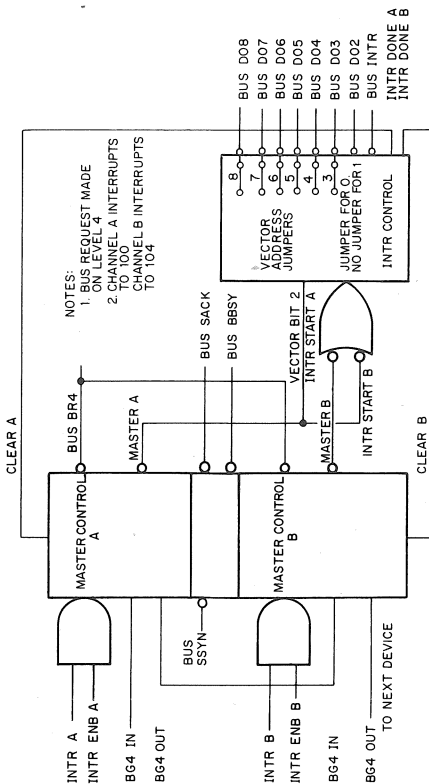 CLEAR A
NOTES:
1. BUS REQUEST MADE
ON LEVEL 4
2. CHANNEL A INTERRUPTS
TO 100
CHANNEL B INTERRUPTS
TO 104
INTR A
INTR ENB A
BG4 IN
BG4 OUT
MASTER CONTROL
A
BUS BR4
MASTER A
BUS SACK
BUS BBSY
BUS
SSYN
INTR B
INTR ENB B
BG4 IN
BG4 OUT
TO NEXT DEVICE
MASTER CONTROL
B
MASTER B
INTR START B
VECTOR BIT 2
INTR START A
VECTOR
ADDRESS
JUMPERS
8
7
6
5
4
3
JUMPER FOR 0.
NO JUMPER FOR 1
INTR CONTROL
BUS D08
BUS D07
BUS D06
BUS D05
BUS D04
BUS D03
BUS D02
BUS INTR
INTR DONE A
INTR DONE B
CLEAR B